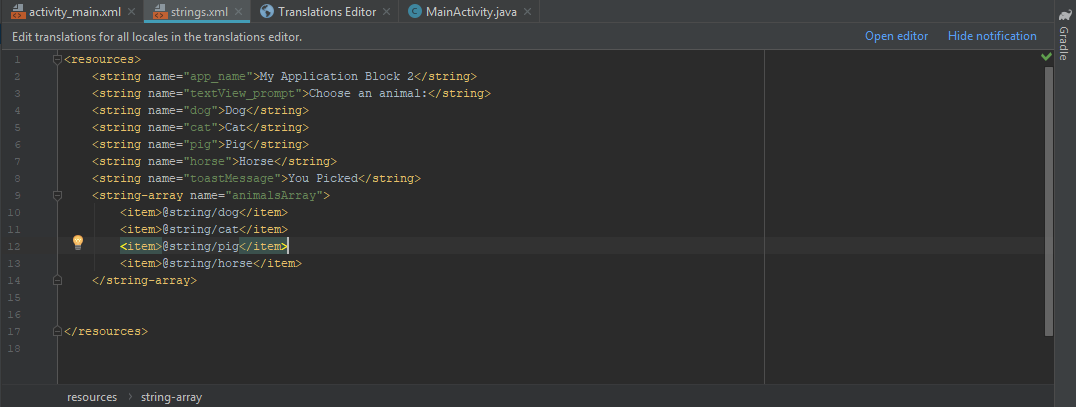 activity_main.xml strings.xml Translations Editor MainActivity.java
Edit translations for all locales in the translations editor. Open editor Hide notification
Gradle
1 <resources>
2 <string name="app_name">My Application Block 2</string>
3 <string name="textView_prompt">Choose an animal:</string>
4 <string name="dog">Dog</string>
5 <string name="cat">Cat</string>
6 <string name="pig">Pig</string>
7 <string name="horse">Horse</string>
8 <string name="toastMessage">You Picked</string>
9 <string-array name="animalsArray">
10 <item>@string/dog</item>
11 <item>@string/cat</item>
12 <item>@string/pig</item>
13 <item>@string/horse</item>
14 </string-array>
15
16
17 </resources>
18
resources › string-array